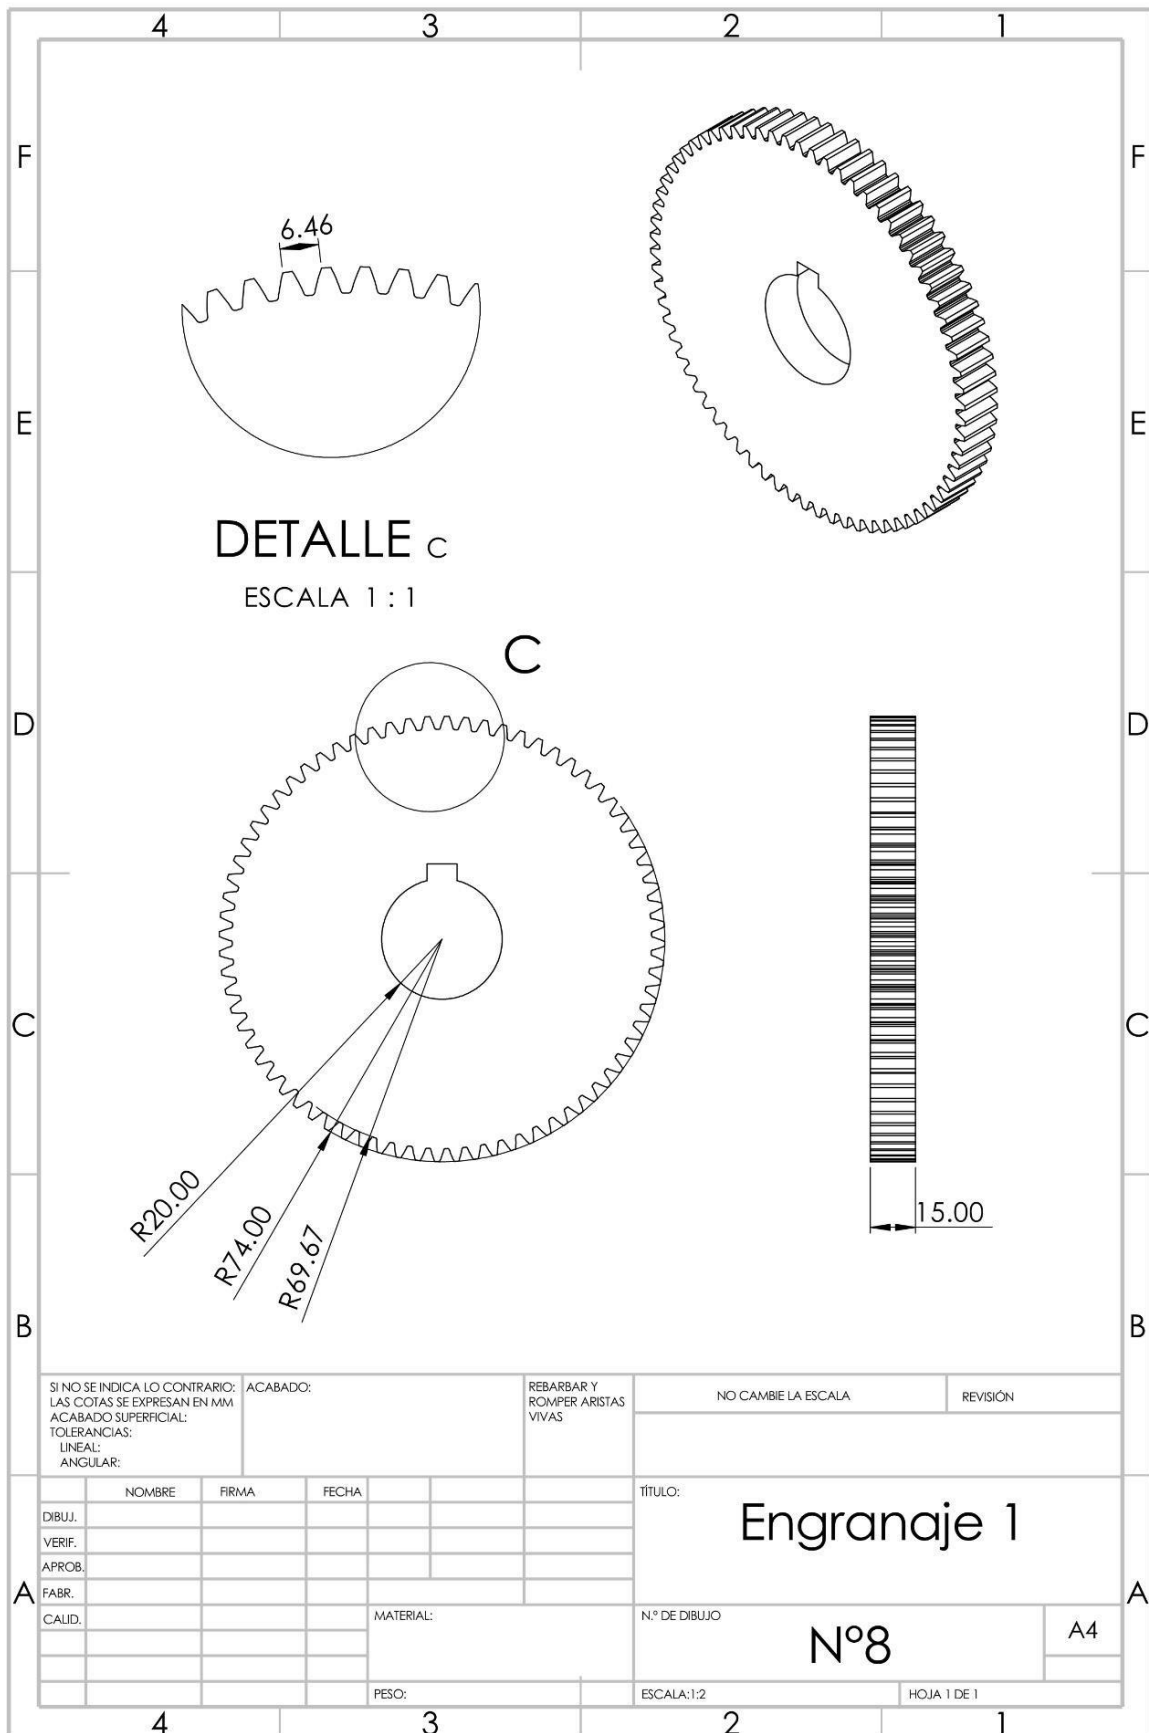 4 3 2 1
F F
6.46
E E
DETALLE C
ESCALA 1 : 1
C
D D
C C
R20.00
R74.00
R69.67
15.00
B B
SI NO SE INDICA LO CONTRARIO:
LAS COTAS SE EXPRESAN EN MM
ACABADO SUPERFICIAL:
TOLERANCIAS:
LINEAL:
ANGULAR:
ACABADO:
REBARBAR Y
ROMPER ARISTAS
VIVAS
NO CAMBIE LA ESCALA
REVISIÓN
NOMBRE FIRMA FECHA
DIBUJ.
VERIF.
APROB.
FABR.
CALID.
TÍTULO:
Engranaje 1
A A
MATERIAL:
N.º DE DIBUJO
Nº8
A4
PESO:
ESCALA:1:2
HOJA 1 DE 1
4 3 2 1